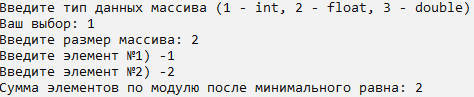 Введите тип данных массива (1 - int, 2 - float, 3 - double)
Ваш выбор: 1
Введите размер массива: 2
Введите элемент №1) -1
Введите элемент №2) -2
Сумма элементов по модулю после минимального равна: 2